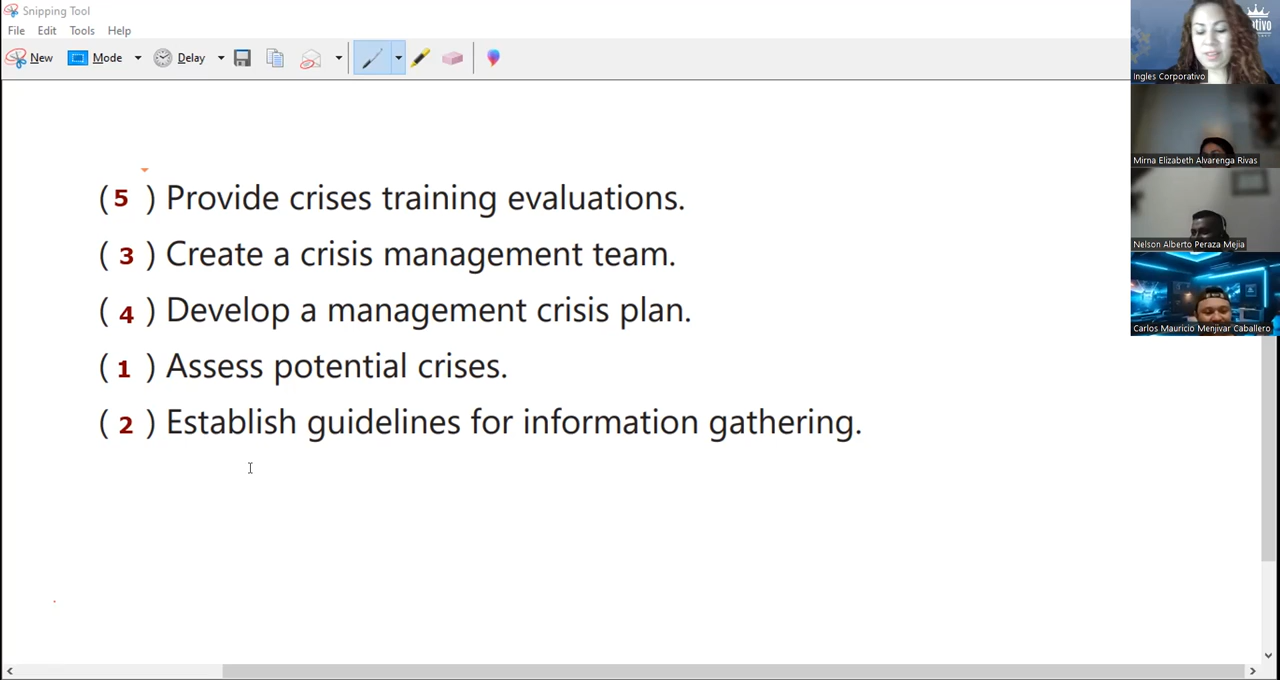 Snipping Tool
File Edit Tools Help
New Mode Delay
( 5 ) Provide crises training evaluations.
( 3 ) Create a crisis management team.
( 4 ) Develop a management crisis plan.
( 1 ) Assess potential crises.
( 2 ) Establish guidelines for information gathering.
Ingles Corporativo
Mirna Elizabeth Alvarenga Rivas
Nelson Alberto Peraza Mejia
Carlos Mauricio Menjivar Caballero